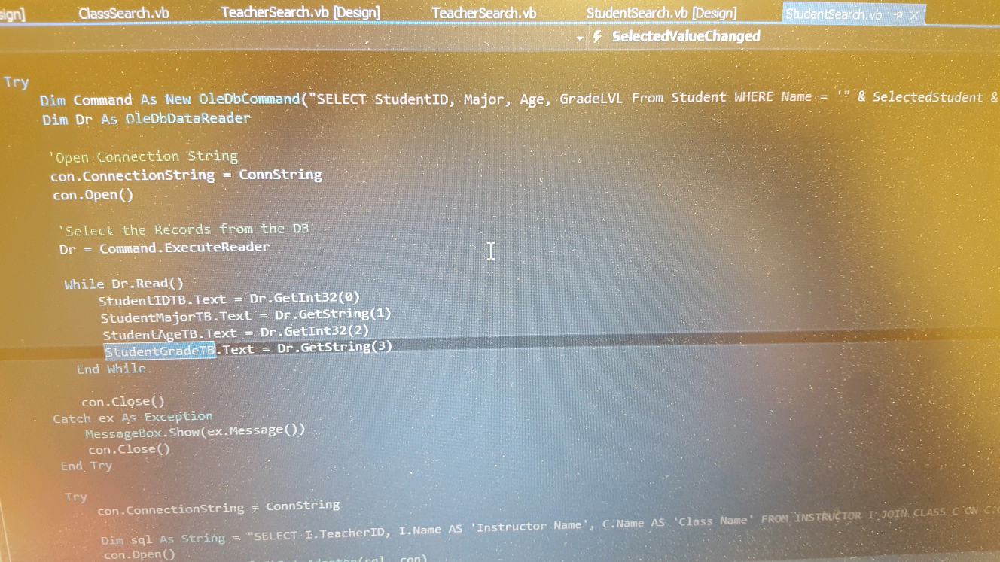 sign] ClassSearch.vb TeacherSearch.vb [Design] TeacherSearch.vb StudentSearch.vb [Design] StudentSearch.vb
SelectedValueChanged
Try
Dim Command As New OleDbCommand("SELECT StudentID, Major, Age, GradeLVL From Student WHERE Name = '" & SelectedStudent &
Dim Dr As OleDbDataReader
'Open Connection String
con.ConnectionString = ConnString
con.Open()
'Select the Records from the DB
Dr = Command.ExecuteReader
While Dr.Read()
StudentIDTB.Text = Dr.GetInt32(0)
StudentMajorTB.Text = Dr.GetString(1)
StudentAgeTB.Text = Dr.GetInt32(2)
StudentGradeTB.Text = Dr.GetString(3)
End While
con.Close()
Catch ex As Exception
MessageBox.Show(ex.Message())
con.Close()
End Try
Try
con.ConnectionString = ConnString
Dim sql As String = "SELECT I.TeacherID, I.Name AS 'Instructor Name', C.Name AS 'Class Name' FROM INSTRUCTOR I JOIN CLASS C ON
con.Open()
(sql, con)